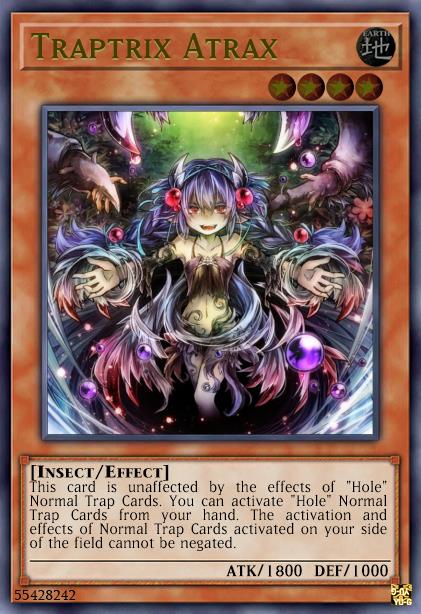 TRAPTRIX ATRAX
EARTH
地
[INSECT/EFFECT]
This card is unaffected by the effects of "Hole"
Normal Trap Cards. You can activate "Hole" Normal
Trap Cards from your hand. The activation and
effects of Normal Trap Cards activated on your side
of the field cannot be negated.
ATK/1800 DEF/1000
55428242